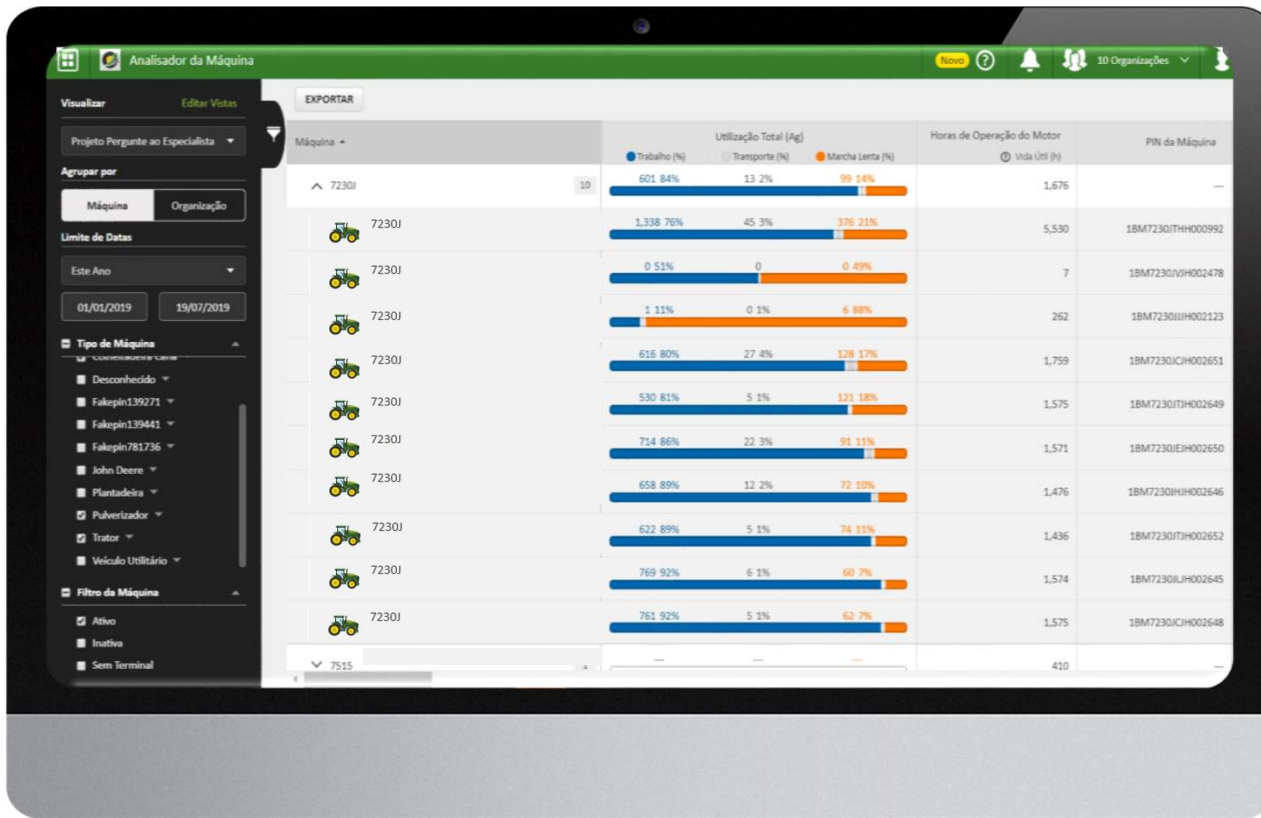 Analisador da Máquina
Novo
10 Organizações
Visualizar Editar Vistas
Projeto Pergunte ao Especialista
Agrupar por
Máquina Organização
Limite de Datas
Este Ano
01/01/2019 19/07/2019
Tipo de Máquina
Desconhecido
Fakepin139271
Fakepin139441
Fakepin781736
John Deere
Plantadeira
Pulverizador
Trator
Veículo Utilitário
Filtro da Máquina
Ativo
Inativa
Sem Terminal
EXPORTAR
Máquina Utilização Total (Ag) Horas de Operação do Motor PIN da Máquina
Trabalho (%) Transporte (%) Marcha Lenta (%) Vida Útil (h)
7230J 10 601 84% 13 2% 99 14% 1,676 ---
7230J 1,338 76% 45 3% 376 21% 5,530 1BM7230JTHH000992
7230J 0 51% 0 0 49% 7 1BM7230JVJH002478
7230J 1 11% 0 1% 6 88% 262
7230J 616 80% 27 4% 128 17% 1,759 1BM7230JCJH002651
7230J 530 81% 5 1% 121 18% 1,575 1BM7230JTJH002649
7230J 714 86% 22 3% 91 11% 1,571 1BM7230JEJH002650
7230J 658 89% 12 2% 72 10% 1,476 1BM7230JHJH002646
7230J 622 89% 5 1% 74 11% 1,436 1BM7230JTJH002652
7230J 769 92% 6 1% 60 7% 1,574 1BM7230JLJH002645
7230J 761 92% 5 1% 62 7% 1,575 1BM7230JCJH002648
7515 --- --- --- 410 ---